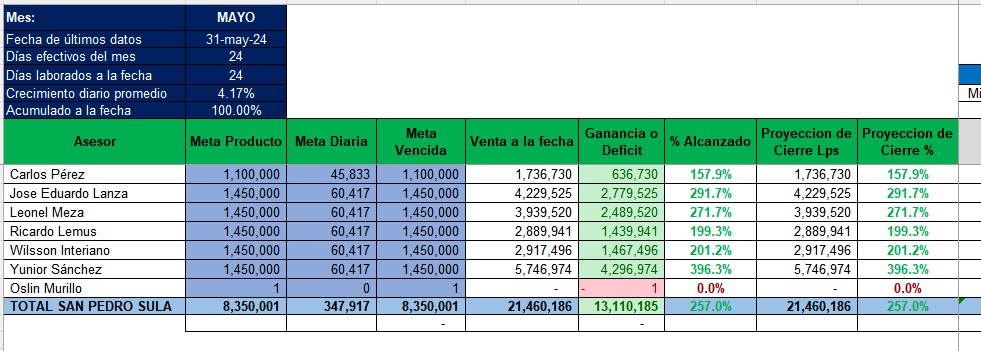 Mes: MAYO
Fecha de últimos datos 31-may-24
Días efectivos del mes 24
Días laborados a la fecha 24
Crecimiento diario promedio 4.17%
Acumulado a la fecha 100.00%
Asesor Meta Producto Meta Diaria Meta Vencida Venta a la fecha Ganancia o Deficit % Alcanzado Proyeccion de Cierre Lps Proyeccion de Cierre %
Carlos Pérez 1,100,000 45,833 1,100,000 1,736,730 636,730 157.9% 1,736,730 157.9%
Jose Eduardo Lanza 1,450,000 60,417 1,450,000 4,229,525 2,779,525 291.7% 4,229,525 291.7%
Leonel Meza 1,450,000 60,417 1,450,000 3,939,520 2,489,520 271.7% 3,939,520 271.7%
Ricardo Lemus 1,450,000 60,417 1,450,000 2,889,941 1,439,941 199.3% 2,889,941 199.3%
Wilsson Interiano 1,450,000 60,417 1,450,000 2,917,496 1,467,496 201.2% 2,917,496 201.2%
Yunior Sánchez 1,450,000 60,417 1,450,000 5,746,974 4,296,974 396.3% 5,746,974 396.3%
Oslin Murillo 1 0 1 - - 1 0.0% - 0.0%
TOTAL SAN PEDRO SULA 8,350,001 347,917 8,350,001 21,460,186 13,110,185 257.0% 21,460,186 257.0%
- -